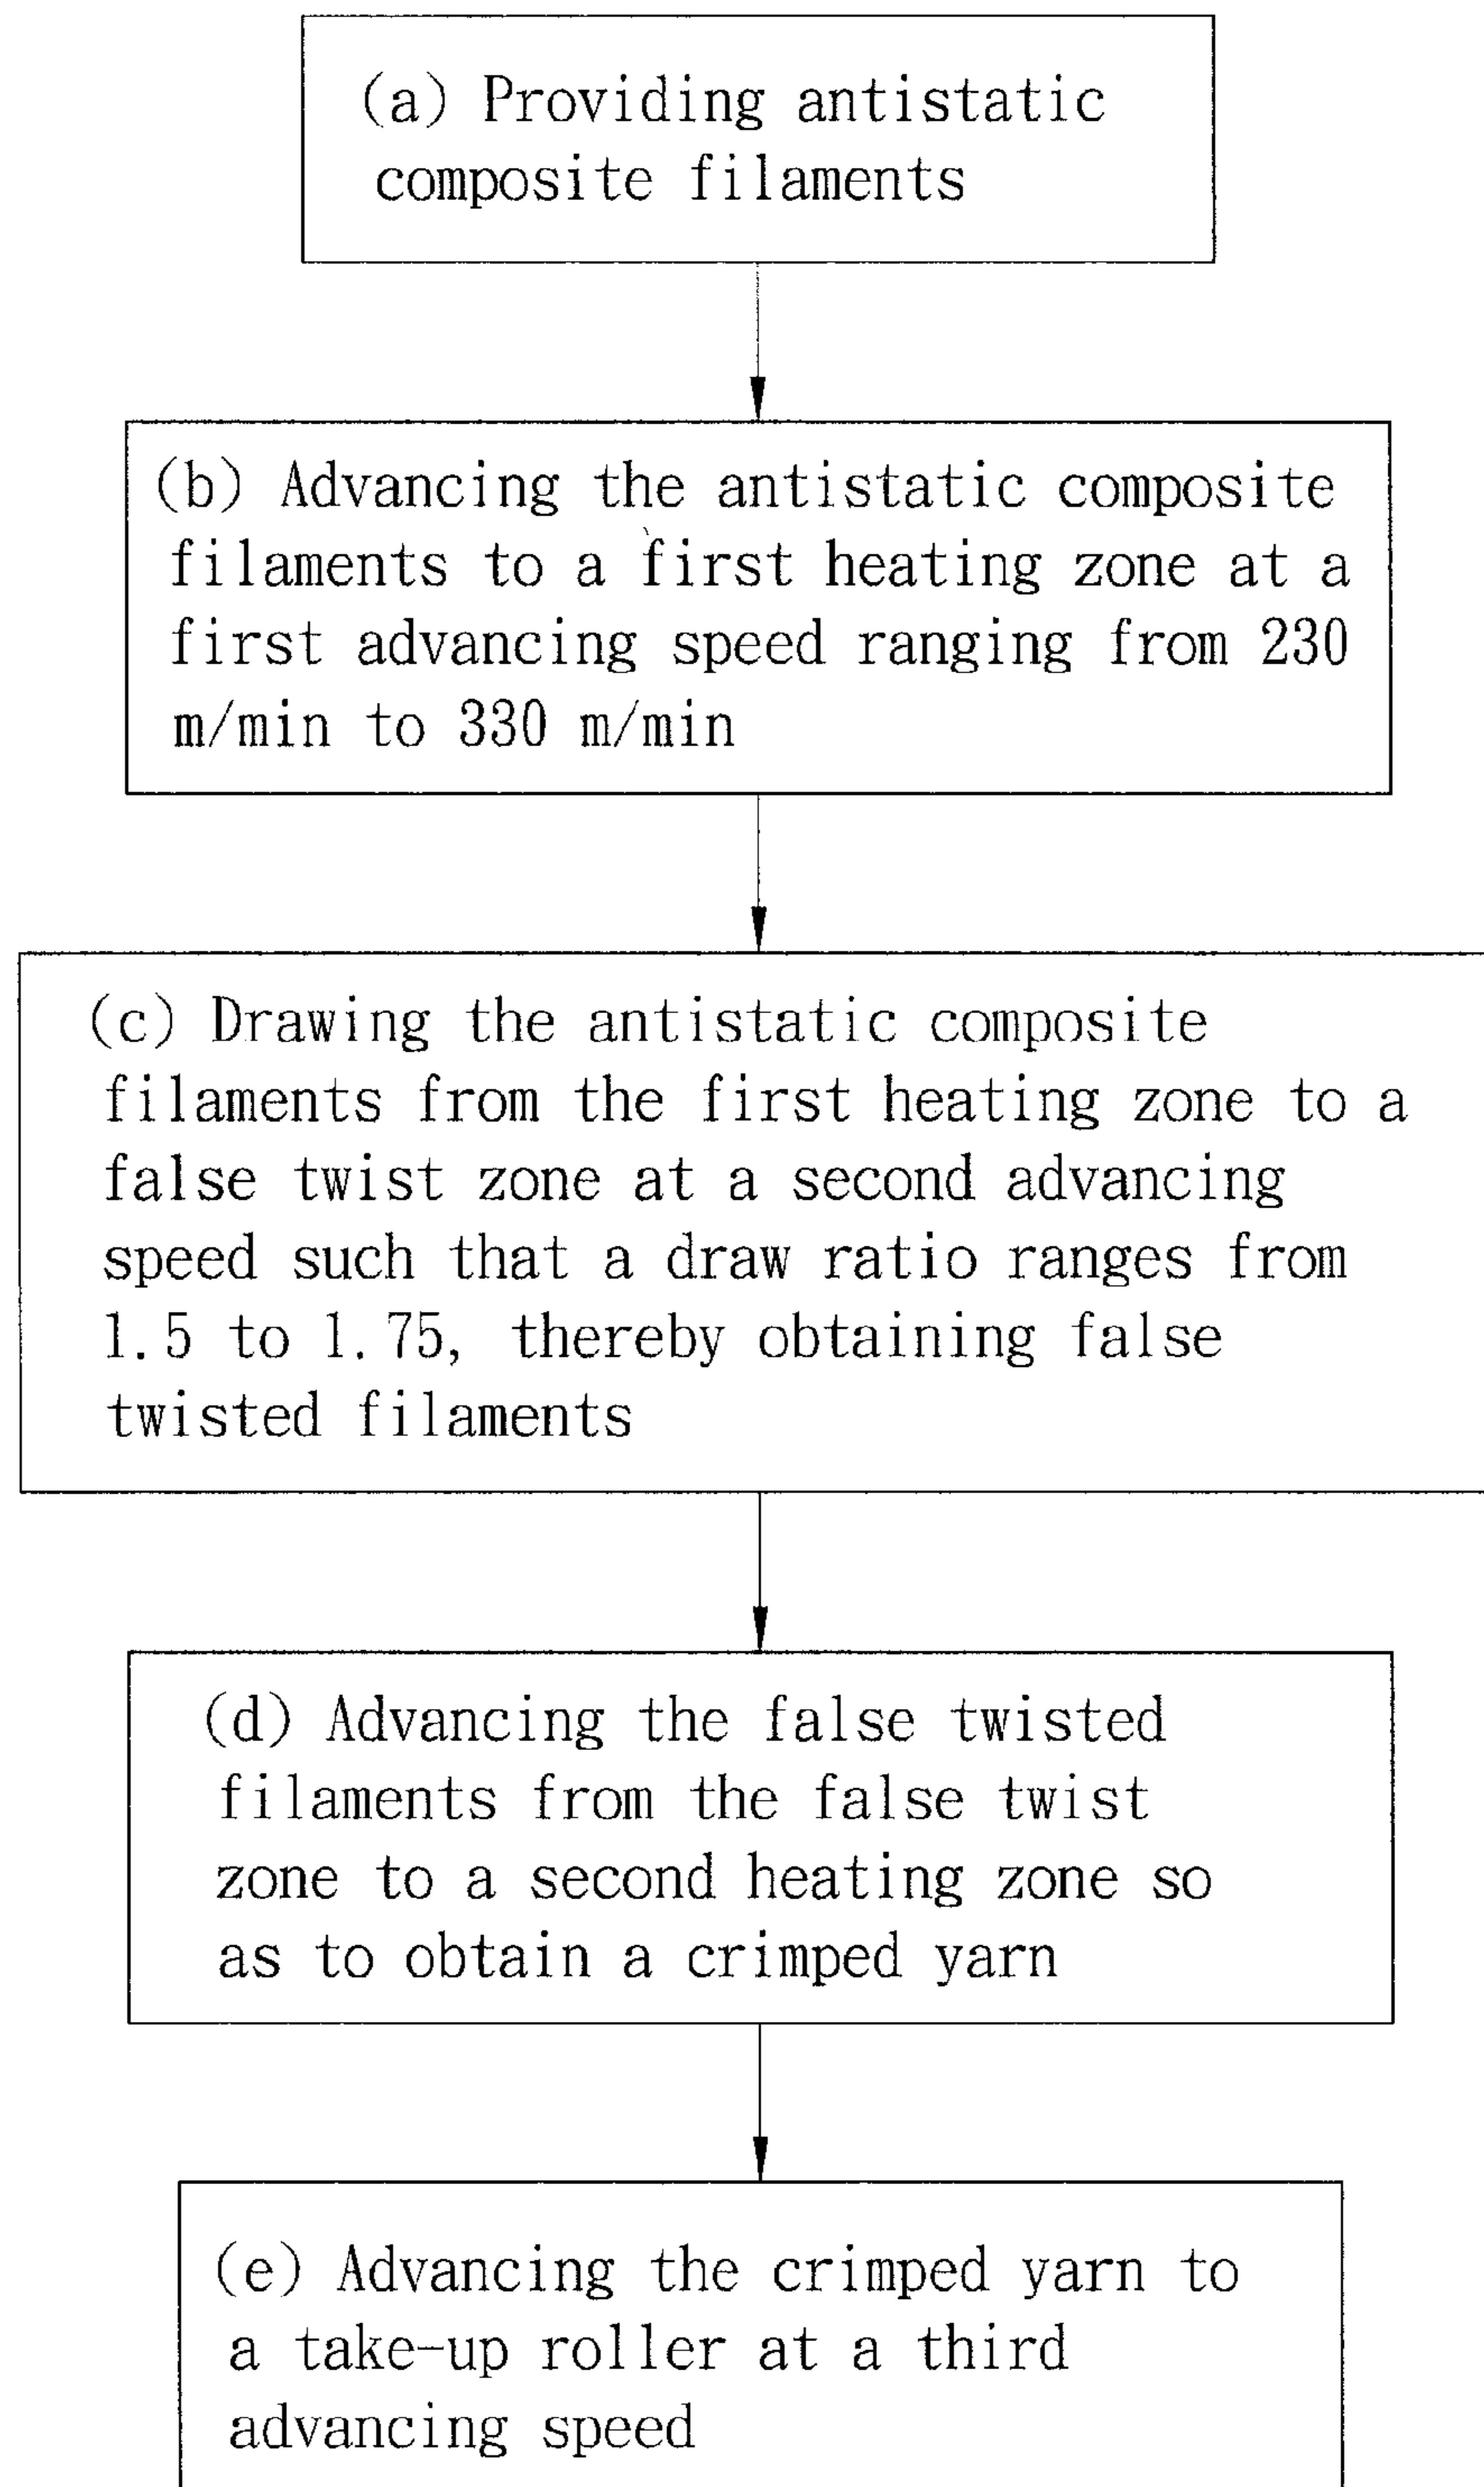 (a) Providing antistatic
composite filaments
(b) Advancing the antistatic composite
filaments to a first heating zone at a
first advancing speed ranging from 230
m/min to 330 m/min
(c) Drawing the antistatic composite
filaments from the first heating zone to a
false twist zone at a second advancing
speed such that a draw ratio ranges from
1.5 to 1.75, thereby obtaining false
twisted filaments
(d) Advancing the false twisted
filaments from the false twist
zone to a second heating zone so
as to obtain a crimped yarn
(e) Advancing the crimped yarn to
a take-up roller at a third
advancing speed